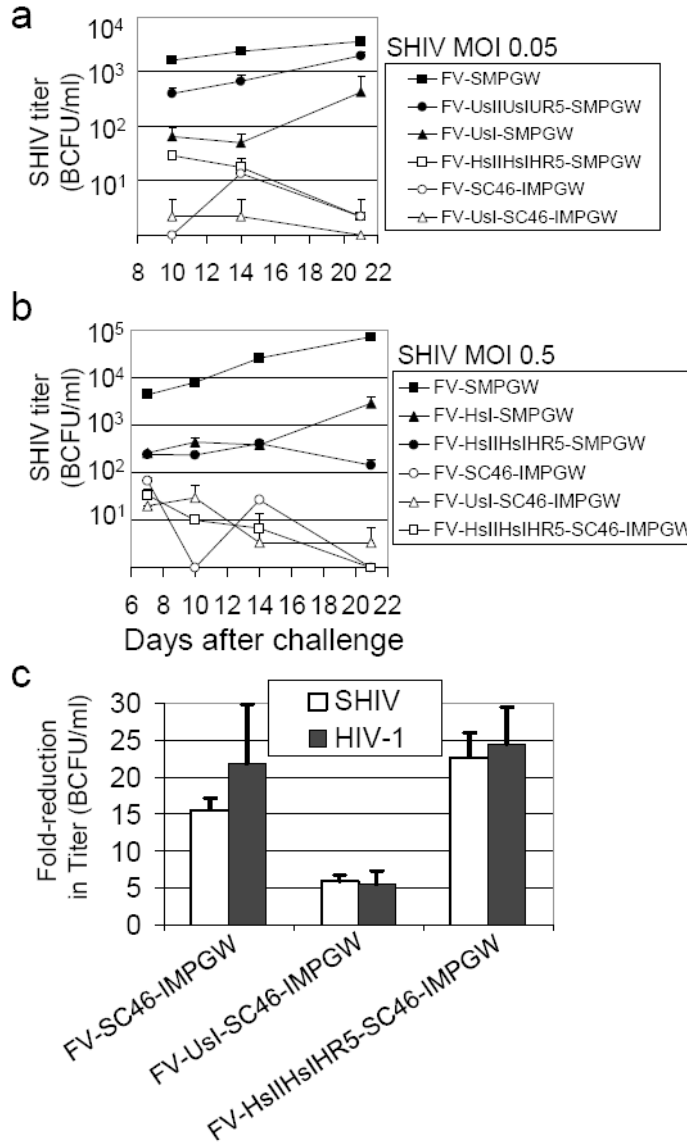 a
SHIV MOI 0.05
SHIV titer
(BCFU/ml)
10^4
10^3
10^2
10^1
8 10 12 14 16 18 20 22
FV-SMPGW
FV-UsIIUsIUR5-SMPGW
FV-UsI-SMPGW
FV-HsIIHsIHR5-SMPGW
FV-SC46-IMPGW
FV-UsI-SC46-IMPGW
b
SHIV MOI 0.5
SHIV titer
(BCFU/ml)
10^5
10^4
10^3
10^2
10^1
6 8 10 12 14 16 18 20 22
Days after challenge
FV-SMPGW
FV-HsI-SMPGW
FV-HsIIHsIHR5-SMPGW
FV-SC46-IMPGW
FV-UsI-SC46-IMPGW
FV-HsIIHsIHR5-SC46-IMPGW
c
SHIV
HIV-1
Fold-reduction
in Titer (BCFU/ml)
30
25
20
15
10
5
0
FV-SC46-IMPGW
FV-UsI-SC46-IMPGW
FV-HsIIHsIHR5-SC46-IMPGW